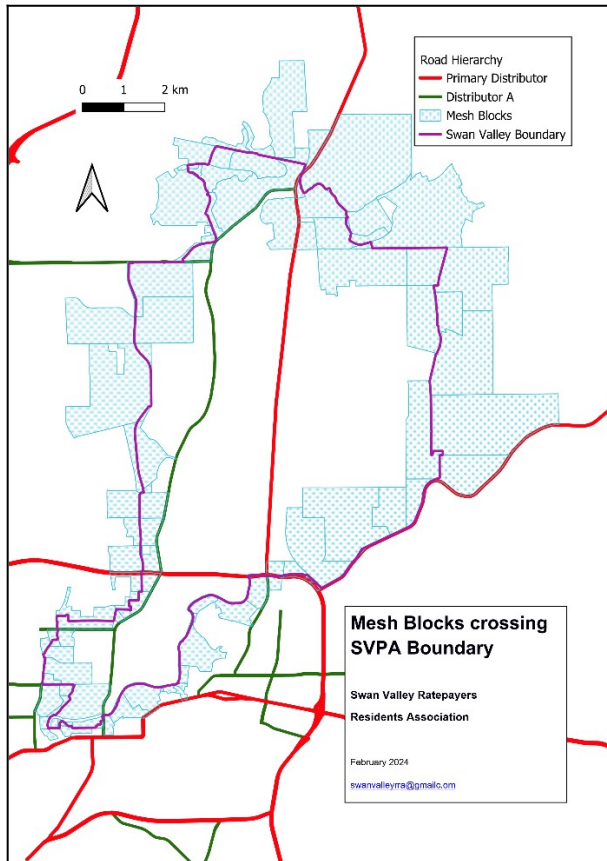 Road Hierarchy
Primary Distributor
Distributor A
Mesh Blocks
Swan Valley Boundary
0 1 2 km
Mesh Blocks crossing
SVPA Boundary
Swan Valley Ratepayers
Residents Association
February 2024
swanvalleyrra@gmailc.om